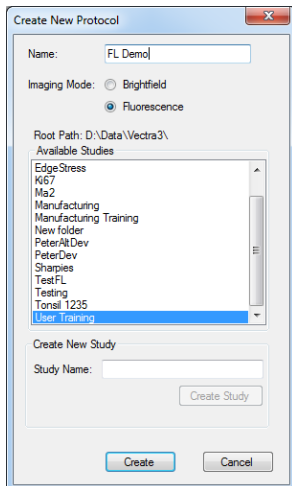 Create New Protocol
Name: FL Demo
Imaging Mode: Brightfield
Fluorescence
Root Path: D:\Data\Vectra3\
Available Studies
EdgeStress
Ki67
Ma2
Manufacturing
Manufacturing Training
New folder
PeterAltDev
PeterDev
Sharpies
TestFL
Testing
Tonsil 1235
User Training
Create New Study
Study Name:
Create Study
Create Cancel